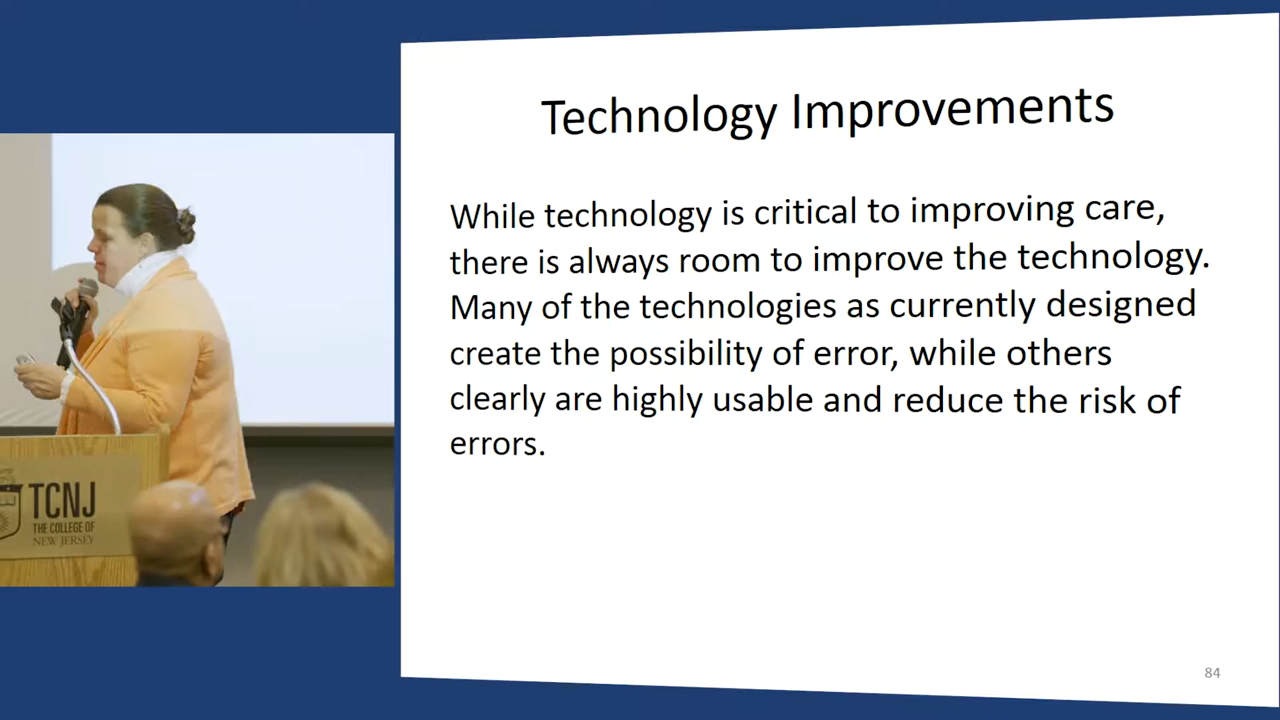 Technology Improvements
While technology is critical to improving care,
there is always room to improve the technology.
Many of the technologies as currently designed
create the possibility of error, while others
clearly are highly usable and reduce the risk of
errors.
TCNJ
THE COLLEGE OF
NEW JERSEY
84